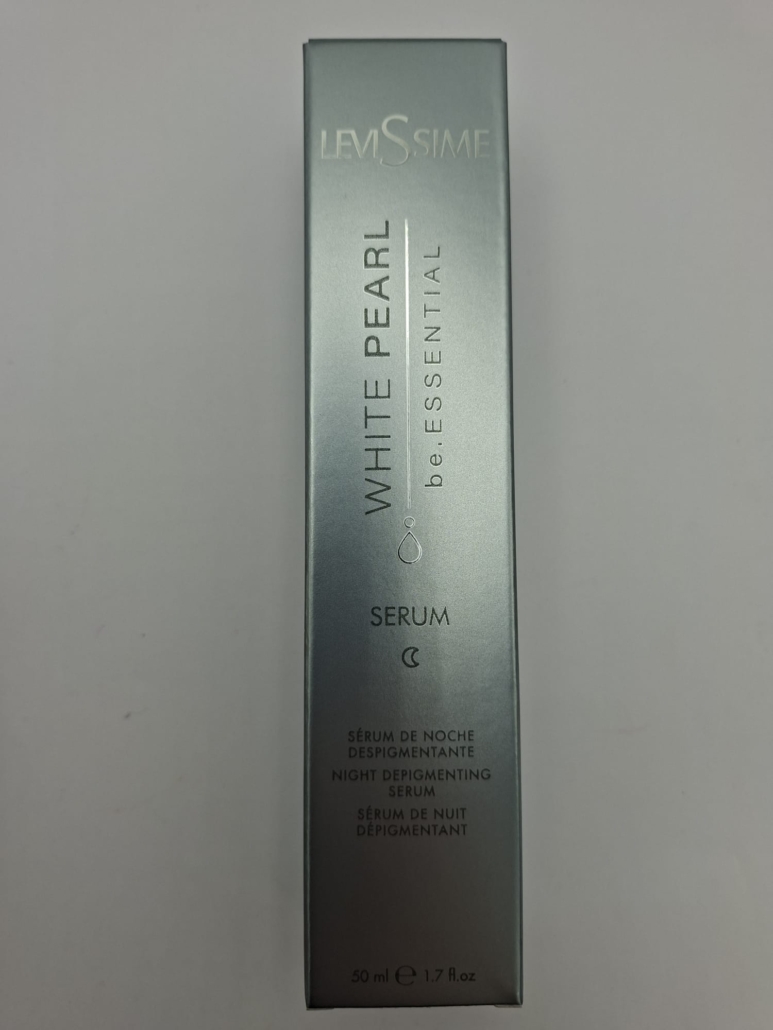 LEVISSIME
WHITE PEARL
be.ESSENTIAL
SERUM
SÉRUM DE NOCHE
DESPIGMENTANTE
NIGHT DEPIGMENTING
SERUM
SÉRUM DE NUIT
DÉPIGMENTANT
50 ml ℮ 1.7 fl.oz